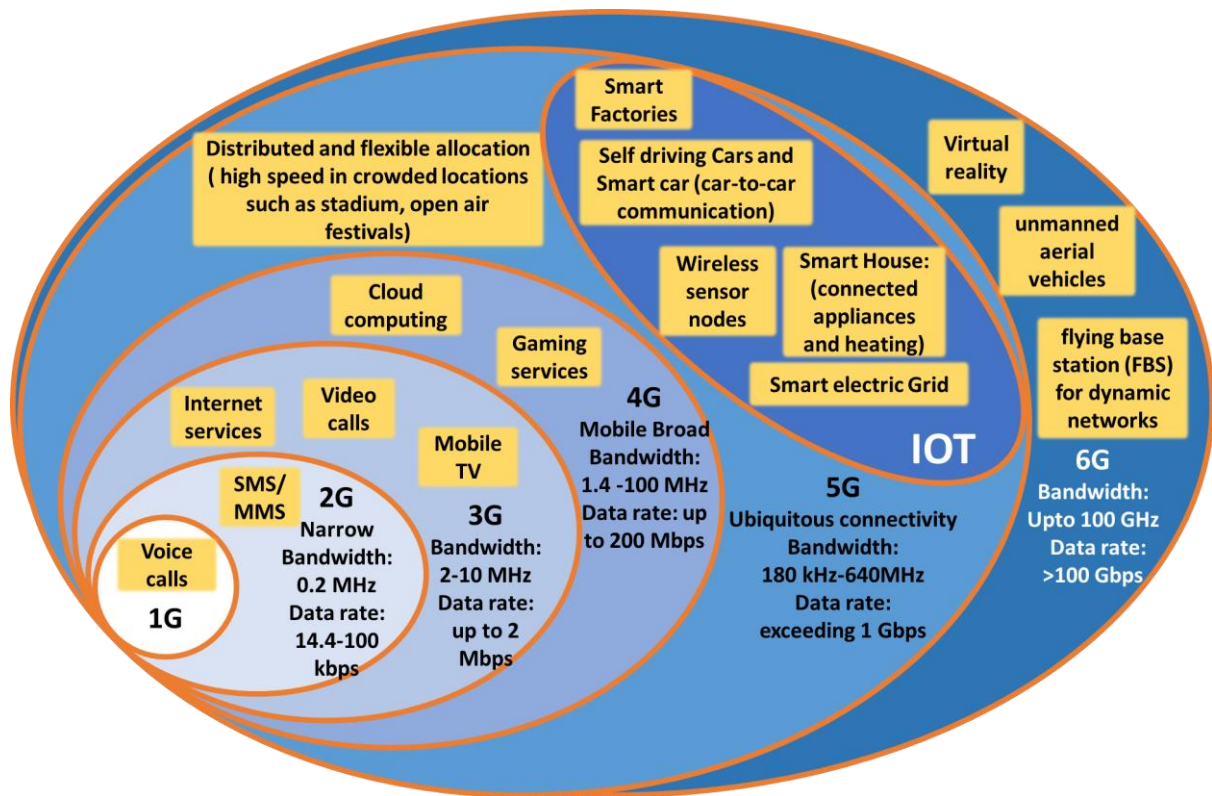 Smart
Factories
Self driving Cars and
Smart car (car-to-car
communication)
Wireless
sensor
nodes
Smart House:
(connected
appliances
and heating)
Smart electric Grid
IOT
Virtual
reality
unmanned
aerial
vehicles
flying base
station (FBS)
for dynamic
networks
6G
Bandwidth:
Upto 100 GHz
Data rate:
>100 Gbps
Distributed and flexible allocation
( high speed in crowded locations
such as stadium, open air
festivals)
5G
Ubiquitous connectivity
Bandwidth:
180 kHz-640MHz
Data rate:
exceeding 1 Gbps
Cloud
computing
Gaming
services
4G
Mobile Broad
Bandwidth:
1.4 -100 MHz
Data rate: up
to 200 Mbps
Internet
services
Video
calls
Mobile
TV
3G
Bandwidth:
2-10 MHz
Data rate:
up to 2
Mbps
SMS/
MMS
2G
Narrow
Bandwidth:
0.2 MHz
Data rate:
14.4-100
kbps
Voice
calls
1G